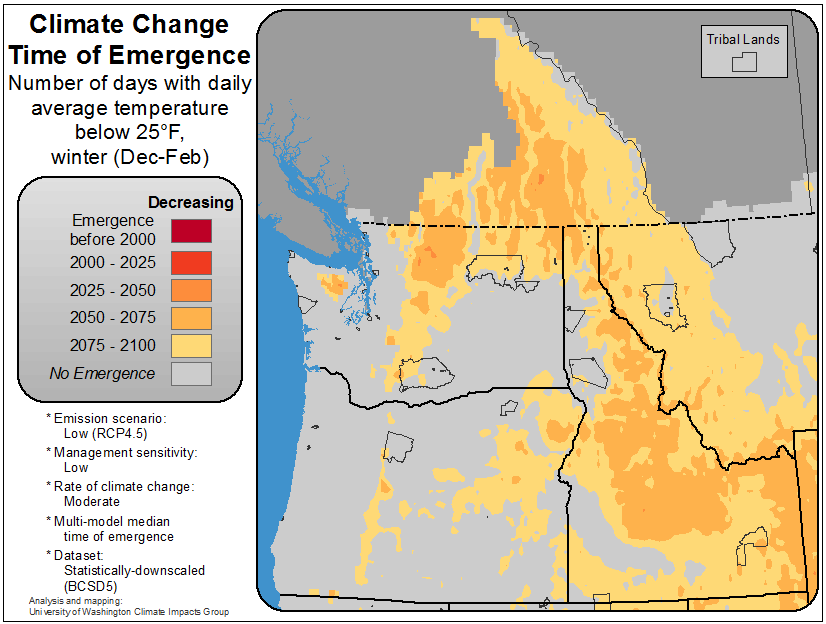 Climate Change
Time of Emergence
Number of days with daily
average temperature
below 25°F,
winter (Dec-Feb)
Decreasing
Emergence
before 2000
2000 - 2025
2025 - 2050
2050 - 2075
2075 - 2100
No Emergence
* Emission scenario:
Low (RCP4.5)
* Management sensitivity:
Low
* Rate of climate change:
Moderate
* Multi-model median
time of emergence
* Dataset:
Statistically-downscaled
(BCSD5)
Analysis and mapping:
University of Washington Climate Impacts Group
Tribal Lands